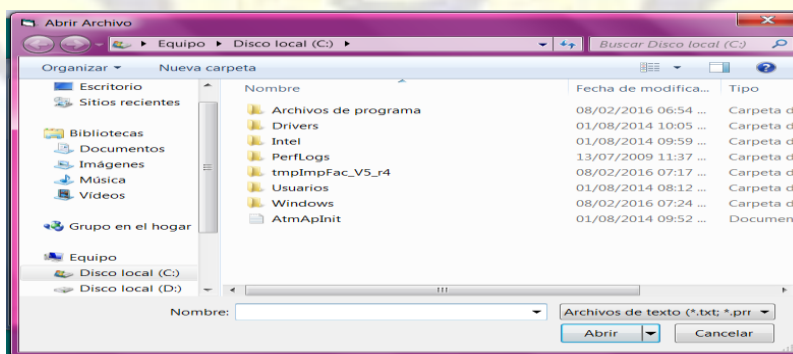 Abrir Archivo
Equipo Disco local (C:) Buscar Disco local (C:)
Organizar Nueva carpeta
Escritorio
Sitios recientes
Bibliotecas
Documentos
Imágenes
Música
Vídeos
Grupo en el hogar
Equipo
Disco local (C:)
Disco local (D:)
Nombre Fecha de modifica... Tipo
Archivos de programa 08/02/2016 06:54 ... Carpeta d
Drivers 01/08/2014 10:05 ... Carpeta d
Intel 01/08/2014 09:59 ... Carpeta d
PerfLogs 13/07/2009 11:37 ... Carpeta d
tmpImpFac_V5_r4 08/02/2016 07:17 ... Carpeta d
Usuarios 01/08/2014 08:12 ... Carpeta d
Windows 08/02/2016 07:24 ... Carpeta d
AtmApInit 01/08/2014 09:52 ... Documen
Nombre: Archivos de texto (*.txt; *.prr
Abrir Cancelar